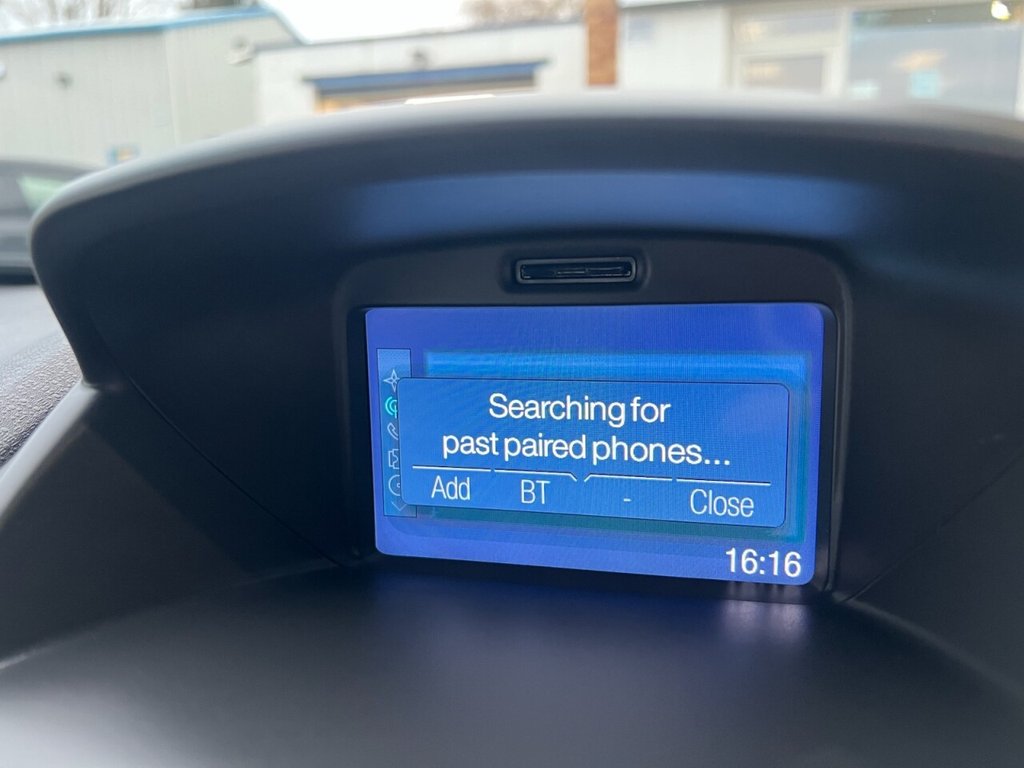 Searching for
past paired phones...
Add BT - Close
16:16